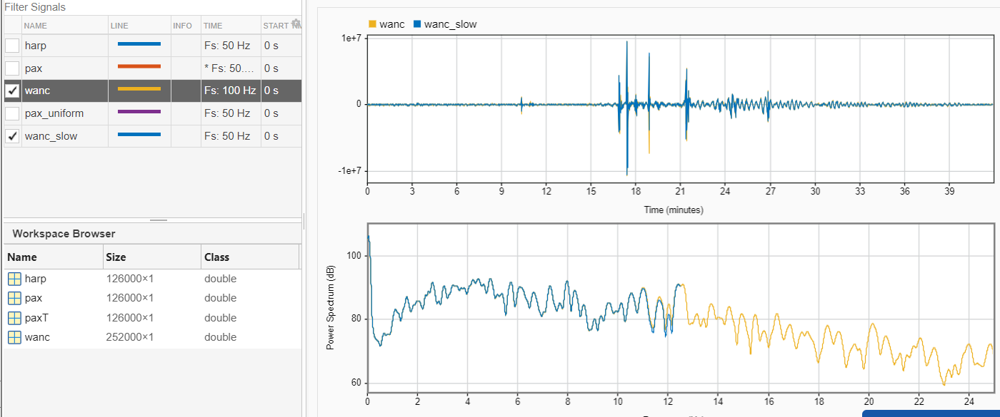 Filter Signals
NAME LINE INFO TIME START
harp Fs: 50 Hz 0 s
pax * Fs: 50.... 0 s
wanc Fs: 100 Hz 0 s
pax_uniform Fs: 50 Hz 0 s
wanc_slow Fs: 50 Hz 0 s
Workspace Browser
Name Size Class
harp 126000×1 double
pax 126000×1 double
paxT 126000×1 double
wanc 252000×1 double
wanc wanc_slow
1e+7
0
-1e+7
0 3 6 9 12 15 18 21 24 27 30 33 36 39
Time (minutes)
Power Spectrum (dB)
100
80
60
0 2 4 6 8 10 12 14 16 18 20 22 24